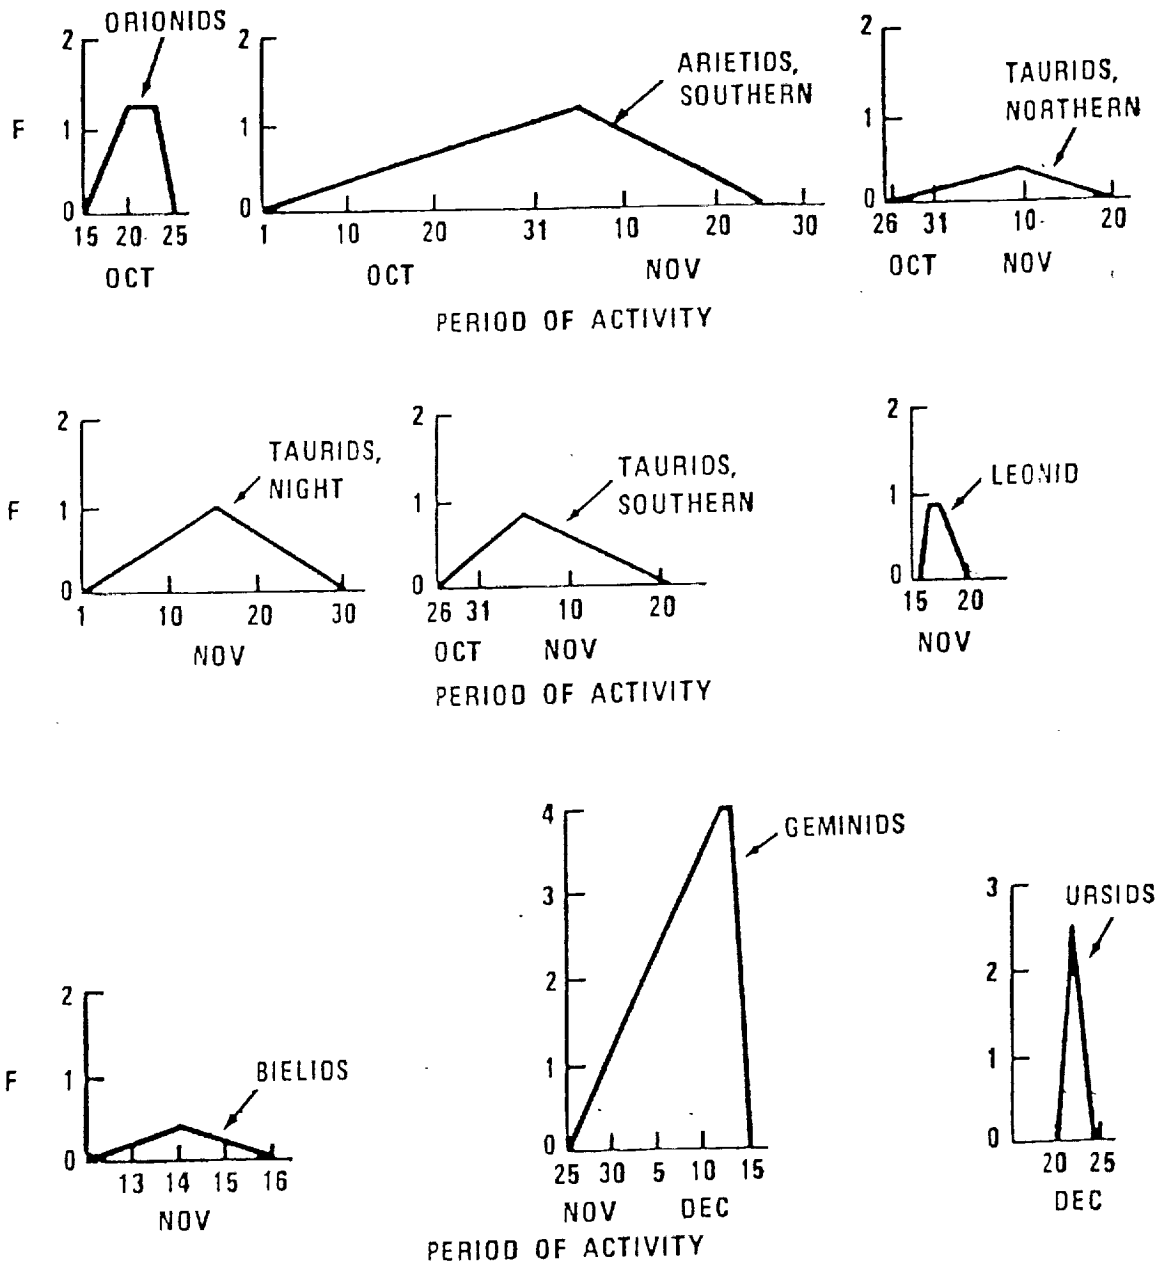 ORIONIDS
2
1
0
F
15 20 25
OCT
ARIETIDS,
SOUTHERN
2
1
0
1 10 20 31 10 20 30
OCT NOV
TAURIDS,
NORTHERN
2
1
0
26 31 10 20
OCT NOV
PERIOD OF ACTIVITY
TAURIDS,
NIGHT
2
1
0
F
1 10 20 30
NOV
TAURIDS,
SOUTHERN
2
1
0
26 31 10 20
OCT NOV
LEONID
2
1
0
15 20
NOV
PERIOD OF ACTIVITY
BIELIDS
2
1
0
F
13 14 15 16
NOV
GEMINIDS
4
3
2
1
0
25 30 5 10 15
NOV DEC
URSIDS
3
2
1
0
20 25
DEC
PERIOD OF ACTIVITY